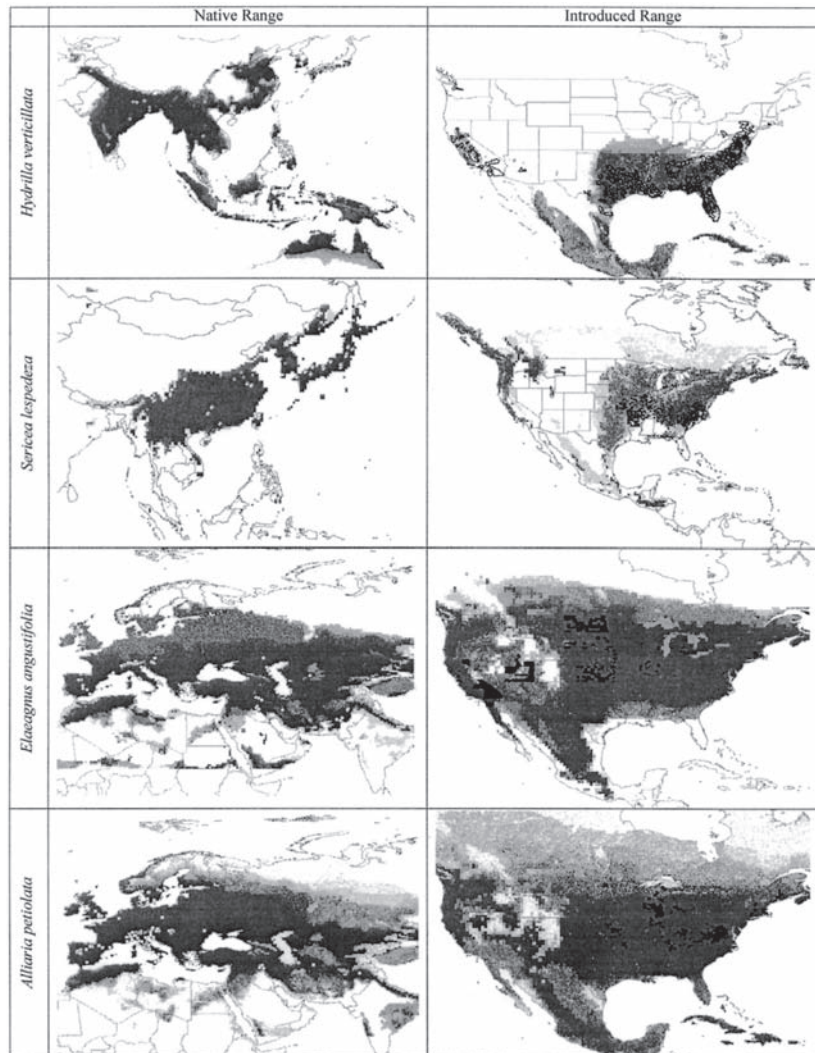 Native Range
Introduced Range
Hydrilla verticillata
Sericea lespedeza
Elaeagnus angustifolia
Alliaria petiolata